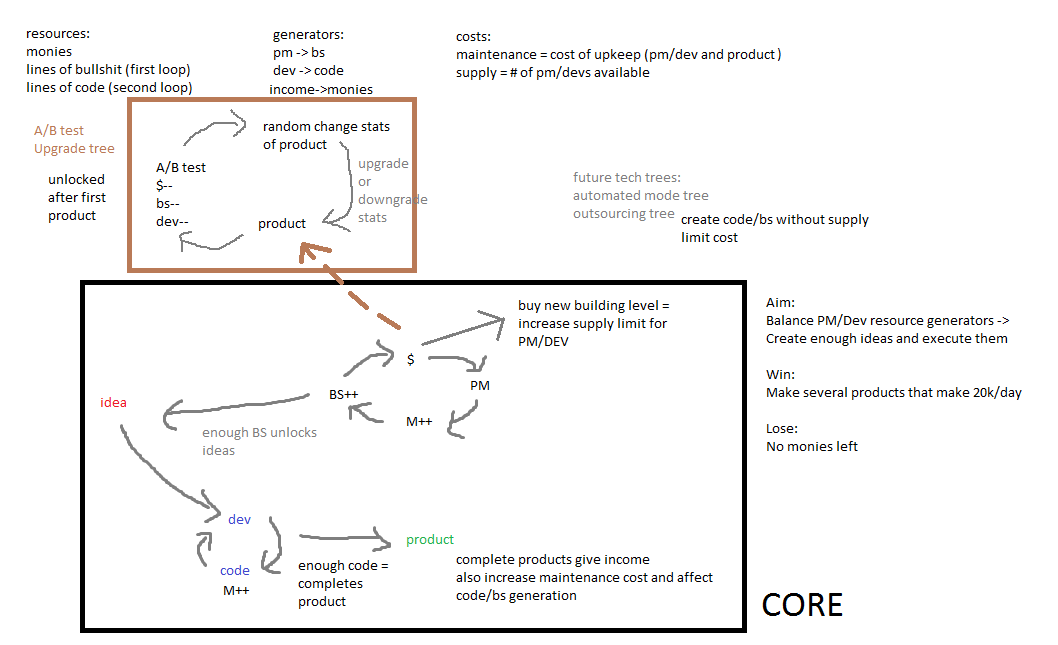 resources:
monies
lines of bullshit (first loop)
lines of code (second loop)
generators:
pm -> bs
dev -> code
income->monies
costs:
maintenance = cost of upkeep (pm/dev and product)
supply = # of pm/devs available
A/B test
Upgrade tree
unlocked
after first
product
random change stats
of product
A/B test
$--
bs--
dev--
upgrade
or
downgrade
stats
product
future tech trees:
automated mode tree
outsourcing tree
create code/bs without supply
limit cost
buy new building level =
increase supply limit for
PM/DEV
$
PM
BS++
M++
idea
enough BS unlocks
ideas
dev
code
M++
enough code =
completes
product
product
complete products give income
also increase maintenance cost and affect
code/bs generation
Aim:
Balance PM/Dev resource generators ->
Create enough ideas and execute them
Win:
Make several products that make 20k/day
Lose:
No monies left
CORE